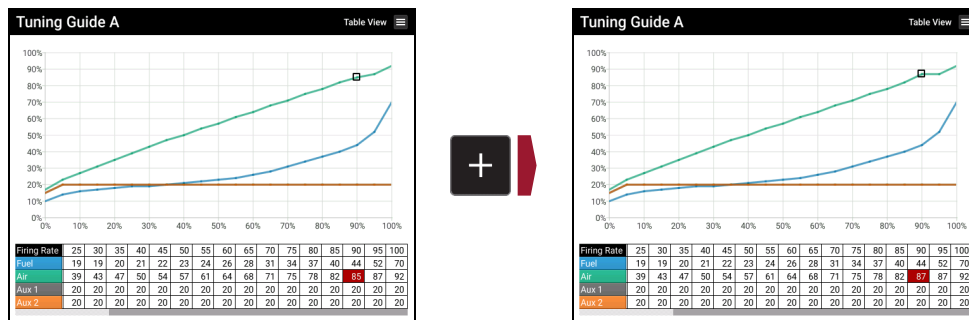 Tuning Guide A
Table View
100%
90%
80%
70%
60%
50%
40%
30%
20%
10%
0%
0% 10% 20% 30% 40% 50% 60% 70% 80% 90% 100%
Firing Rate 25 30 35 40 45 50 55 60 65 70 75 80 85 90 95 100
Fuel 19 19 20 21 22 23 24 26 28 31 34 37 40 44 52 70
Air 39 43 47 50 54 57 61 64 68 71 75 78 82 85 87 92
Aux 1 20 20 20 20 20 20 20 20 20 20 20 20 20 20 20 20
Aux 2 20 20 20 20 20 20 20 20 20 20 20 20 20 20 20 20
+
Tuning Guide A
Table View
100%
90%
80%
70%
60%
50%
40%
30%
20%
10%
0%
0% 10% 20% 30% 40% 50% 60% 70% 80% 90% 100%
Firing Rate 25 30 35 40 45 50 55 60 65 70 75 80 85 90 95 100
Fuel 19 19 20 21 22 23 24 26 28 31 34 37 40 44 52 70
Air 39 43 47 50 54 57 61 64 68 71 75 78 82 87 87 92
Aux 1 20 20 20 20 20 20 20 20 20 20 20 20 20 20 20 20
Aux 2 20 20 20 20 20 20 20 20 20 20 20 20 20 20 20 20